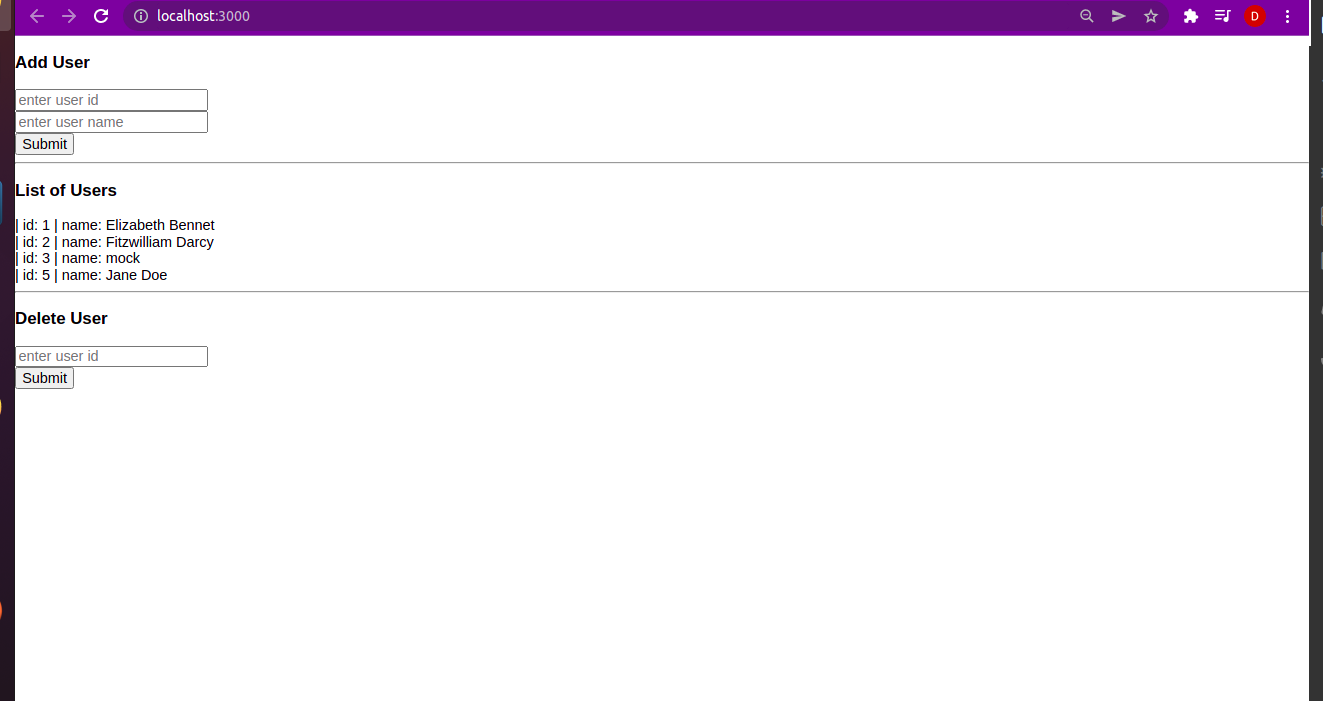 localhost:3000
D
Add User
enter user id
enter user name
Submit
List of Users
| id: 1 | name: Elizabeth Bennet
| id: 2 | name: Fitzwilliam Darcy
| id: 3 | name: mock
| id: 5 | name: Jane Doe
Delete User
enter user id
Submit